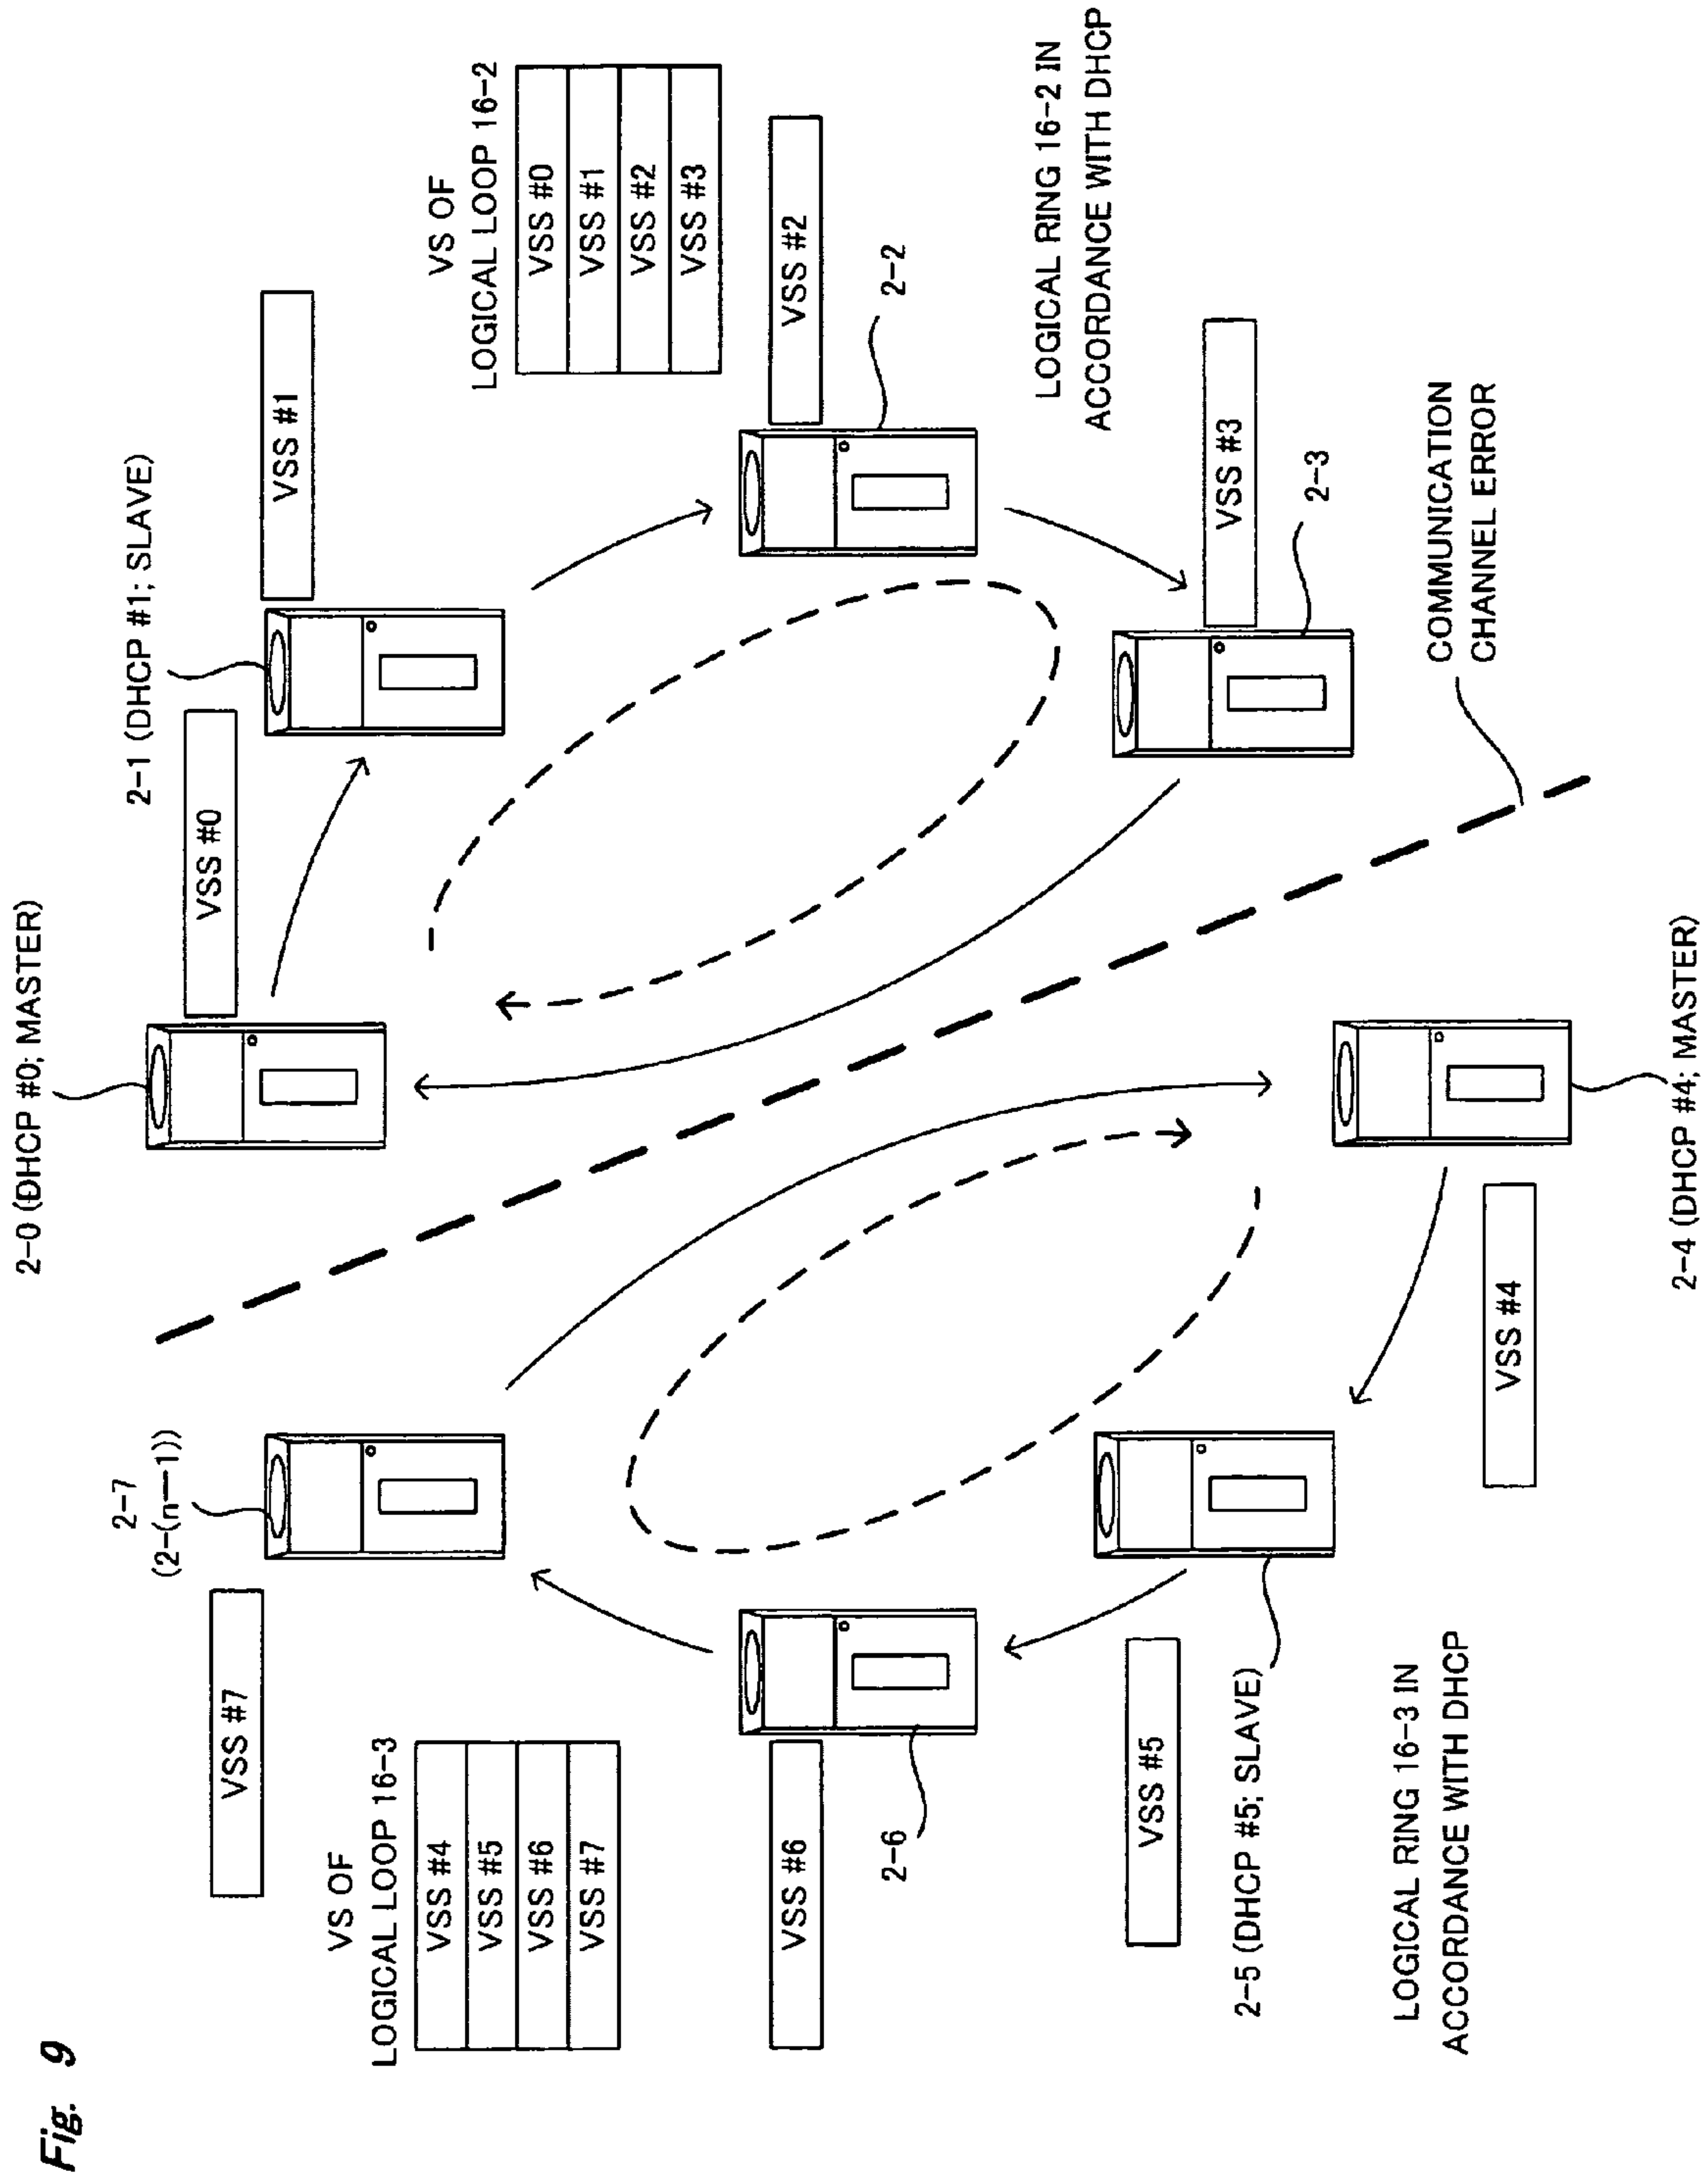 Fig. 9
2-0 (DHCP #0; MASTER)
VSS #0
2-1 (DHCP #1; SLAVE)
VSS #1
VS OF
LOGICAL LOOP 16-2
VSS #0
VSS #1
VSS #2
VSS #3
VSS #2
2-2
LOGICAL RING 16-2 IN
ACCORDANCE WITH DHCP
VSS #3
2-3
COMMUNICATION
CHANNEL ERROR
2-7
(2-(n-1))
VSS #7
VS OF
LOGICAL LOOP 16-3
VSS #4
VSS #5
VSS #6
VSS #7
VSS #6
2-6
VSS #5
2-5 (DHCP #5; SLAVE)
LOGICAL RING 16-3 IN
ACCORDANCE WITH DHCP
VSS #4
2-4 (DHCP #4; MASTER)